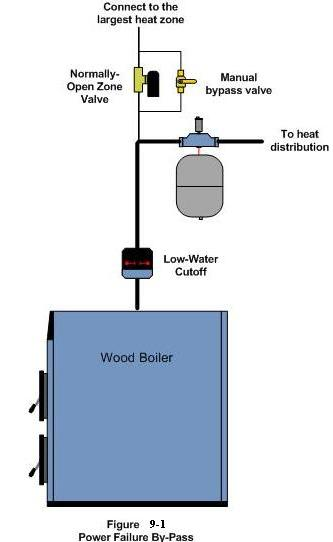 Connect to the
largest heat zone
Normally-
Open Zone
Valve
Manual
bypass valve
To heat
distribution
Low-Water
Cutoff
Wood Boiler
Figure 9-1
Power Failure By-Pass